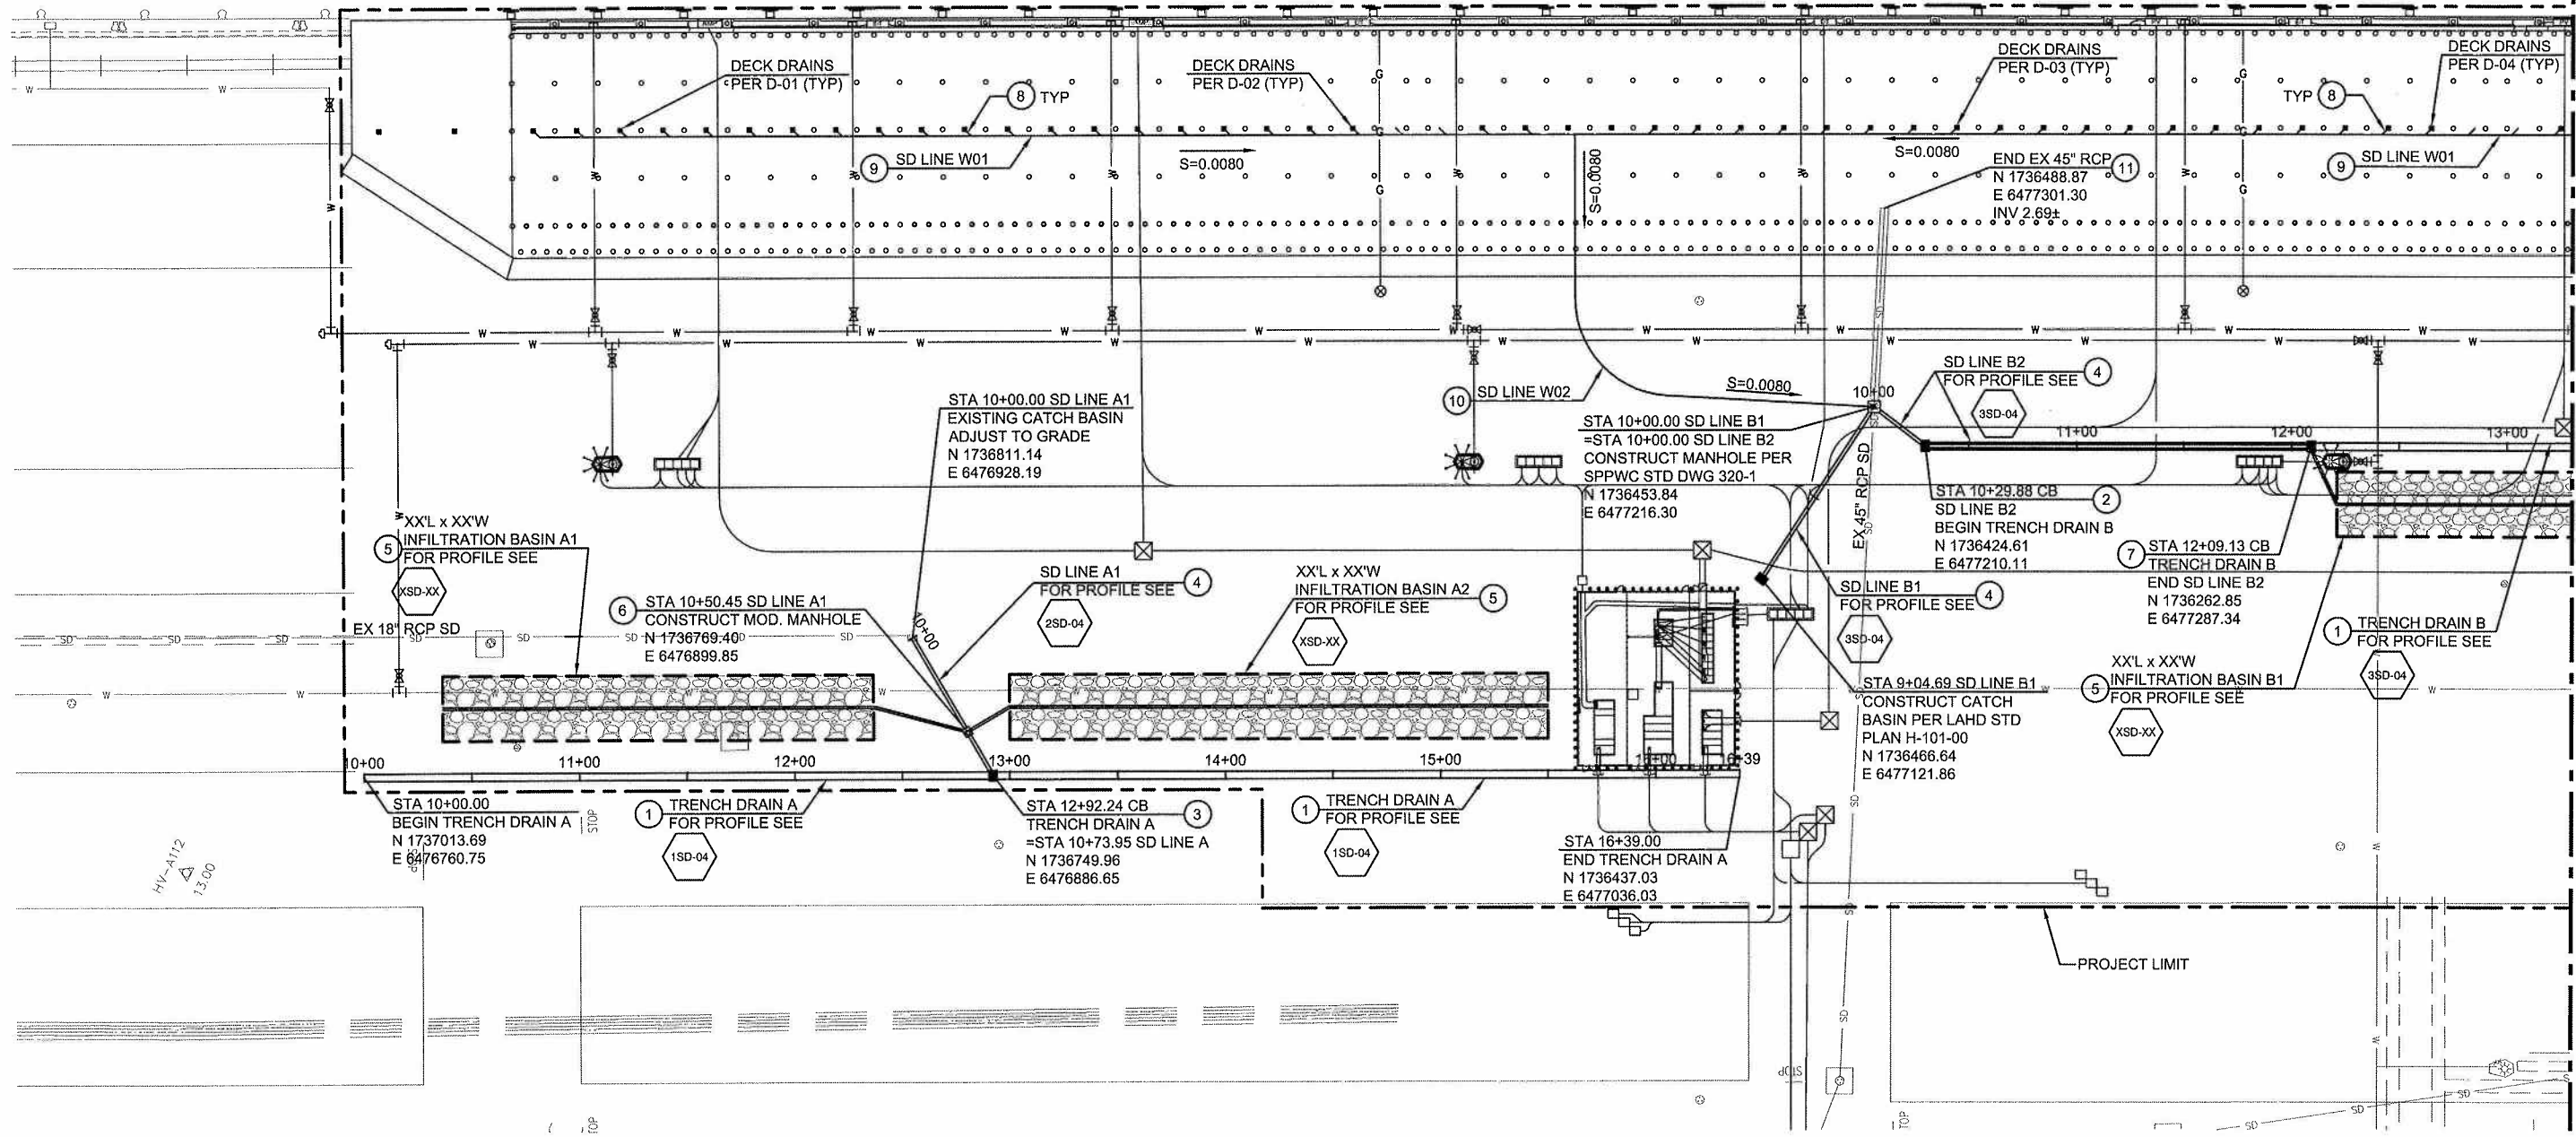 DECK DRAINS
PER D-01 (TYP)
8 TYP
DECK DRAINS
PER D-02 (TYP)
DECK DRAINS
PER D-03 (TYP)
DECK DRAINS
PER D-04 (TYP)
TYP 8
9 SD LINE W01
S=0.0080
S=0.0080
S=0.0080
9 SD LINE W01
END EX 45" RCP 11
N 1736488.87
E 6477301.30
INV 2.69±
10 SD LINE W02
S=0.0080
10+00
SD LINE B2
FOR PROFILE SEE 4
3SD-04
STA 10+00.00 SD LINE A1
EXISTING CATCH BASIN
ADJUST TO GRADE
N 1736811.14
E 6476928.19
STA 10+00.00 SD LINE B1
=STA 10+00.00 SD LINE B2
CONSTRUCT MANHOLE PER
SPPWC STD DWG 320-1
N 1736453.84
E 6477216.30
EX 45" RCP SD
11+00
12+00
13+00
STA 10+29.88 CB 2
SD LINE B2
BEGIN TRENCH DRAIN B
N 1736424.61
E 6477210.11
7 STA 12+09.13 CB
TRENCH DRAIN B
END SD LINE B2
N 1736262.85
E 6477287.34
XX'L x XX'W
5 INFILTRATION BASIN A1
FOR PROFILE SEE
XSD-XX
EX 18" RCP SD
6 STA 10+50.45 SD LINE A1
CONSTRUCT MOD. MANHOLE
N 1736769.40
E 6476899.85
10+00
SD LINE A1
FOR PROFILE SEE 4
2SD-04
XX'L x XX'W
INFILTRATION BASIN A2 5
FOR PROFILE SEE
XSD-XX
SD LINE B1
FOR PROFILE SEE 4
3SD-04
1 TRENCH DRAIN B
FOR PROFILE SEE
3SD-04
XX'L x XX'W
5 INFILTRATION BASIN B1
FOR PROFILE SEE
XSD-XX
STA 9+04.69 SD LINE B1
CONSTRUCT CATCH
BASIN PER LAHD STD
PLAN H-101-00
N 1736466.64
E 6477121.86
10+00
11+00
12+00
13+00
14+00
15+00
16+00
16+39
STA 10+00.00
BEGIN TRENCH DRAIN A
N 1737013.69
E 6476760.75
STOP
STOP
1 TRENCH DRAIN A
FOR PROFILE SEE
1SD-04
STA 12+92.24 CB 3
TRENCH DRAIN A
=STA 10+73.95 SD LINE A
N 1736749.96
E 6476886.65
1 TRENCH DRAIN A
FOR PROFILE SEE
1SD-04
STA 16+39.00
END TRENCH DRAIN A
N 1736437.03
E 6477036.03
HV-A112
13.00
PROJECT LIMIT
STOP